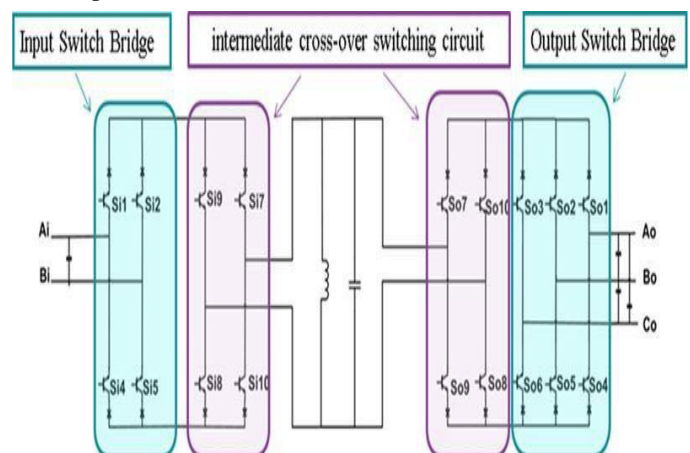 Input Switch Bridge
intermediate cross-over switching circuit
Output Switch Bridge
Si1 Si2 Si9 Si7 So7 So10 So3 So2 So1
Ai Ao
Bi Bo
Co
Si4 Si5 Si8 Si10 So9 So8 So6 So5 So4